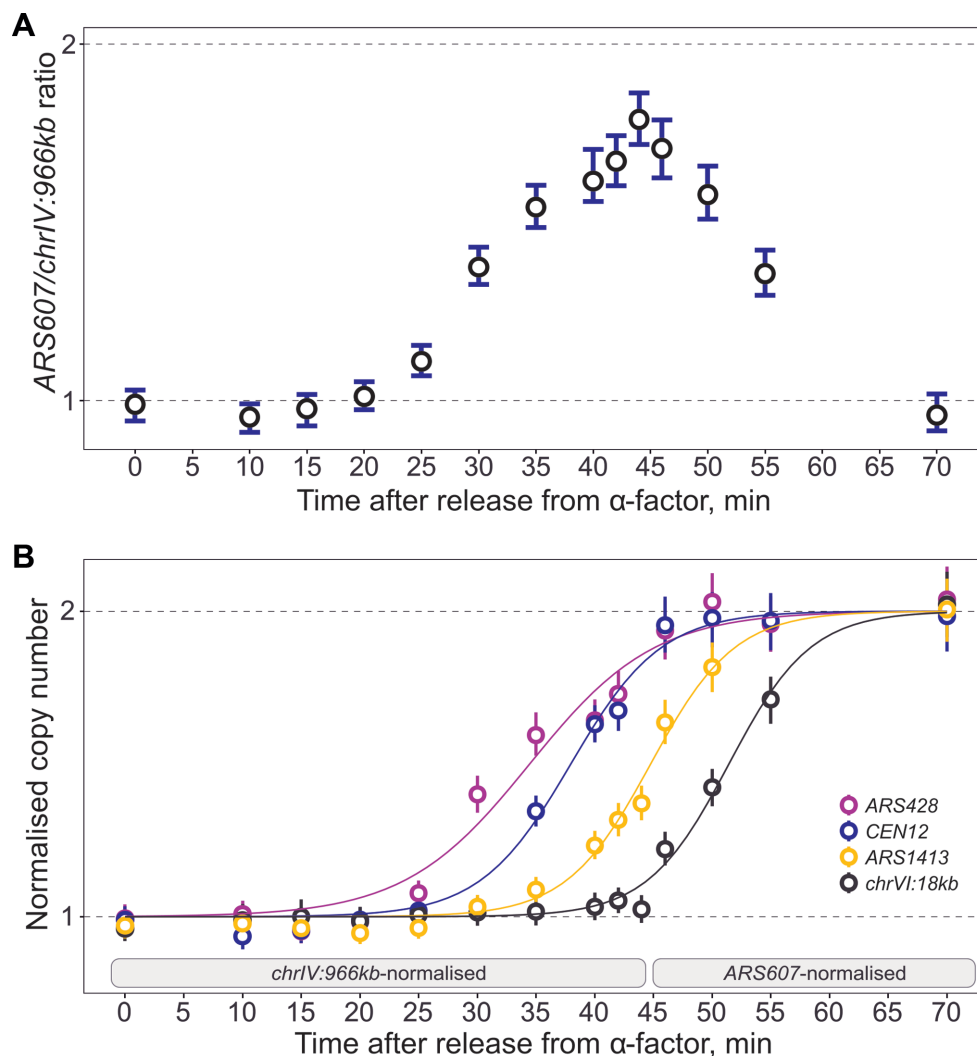 A
ARS607/chrIV:966kb ratio
2
1
0 5 10 15 20 25 30 35 40 45 50 55 60 65 70
Time after release from α-factor, min
B
Normalised copy number
2
1
ARS428
CEN12
ARS1413
chrVI:18kb
chrIV:966kb-normalised
ARS607-normalised
0 5 10 15 20 25 30 35 40 45 50 55 60 65 70
Time after release from α-factor, min